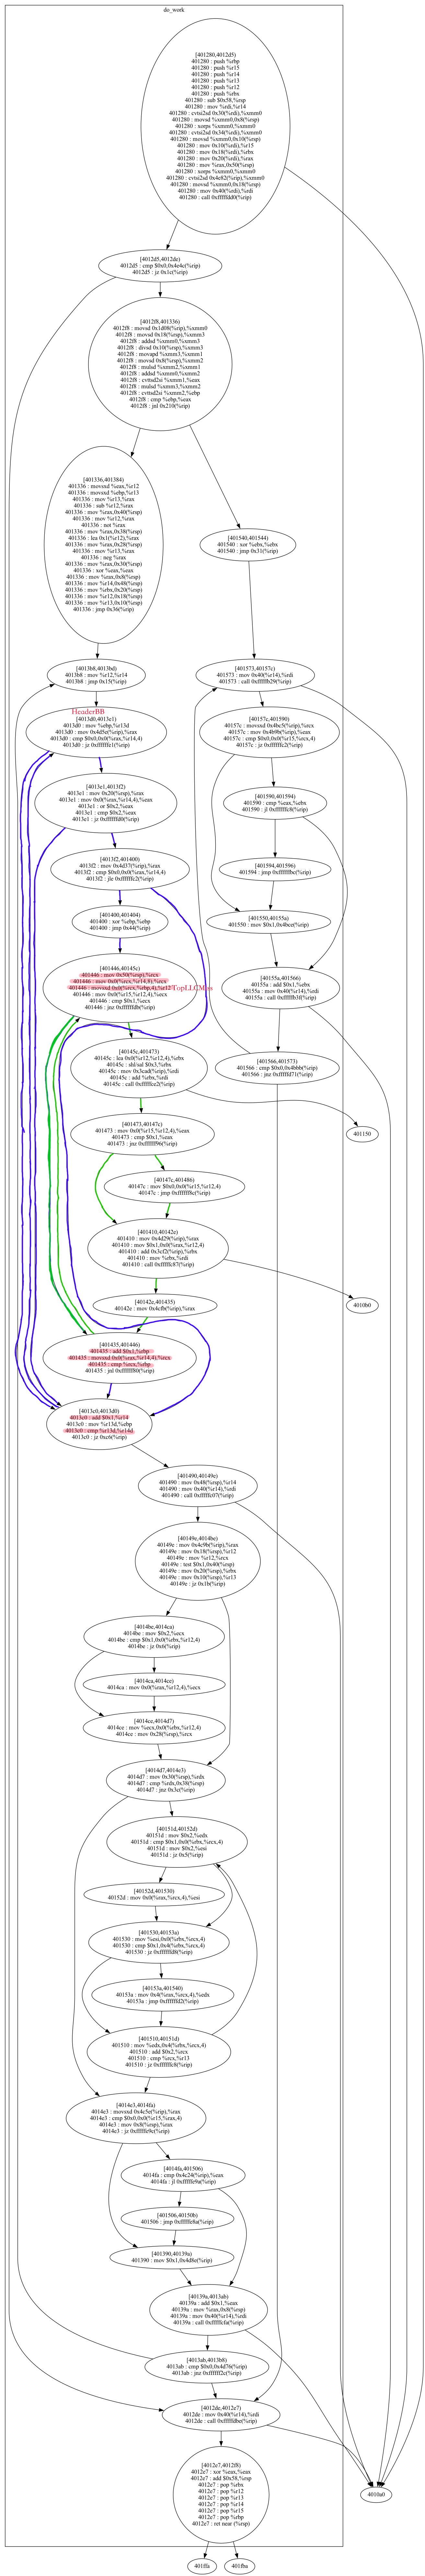 do_work
[401280,4012d5)
401280 : push %rbp
401280 : push %r15
401280 : push %r14
401280 : push %r13
401280 : push %r12
401280 : push %rbx
401280 : sub $0x58,%rsp
401280 : mov %rdi,%r14
401280 : cvtsi2sd 0x30(%rdi),%xmm0
401280 : movsd %xmm0,0x8(%rsp)
401280 : xorps %xmm0,%xmm0
401280 : cvtsi2sd 0x34(%rdi),%xmm0
401280 : movsd %xmm0,0x10(%rsp)
401280 : mov 0x10(%rdi),%r15
401280 : mov 0x18(%rdi),%rbx
401280 : mov 0x20(%rdi),%rax
401280 : mov %rax,0x50(%rsp)
401280 : xorps %xmm0,%xmm0
401280 : cvtsi2sd 0x4e82(%rip),%xmm0
401280 : movsd %xmm0,0x18(%rsp)
401280 : mov 0x40(%rdi),%rdi
401280 : call 0xfffffdd0(%rip)
[4012d5,4012de)
4012d5 : cmp $0x0,0x4e4c(%rip)
4012d5 : jz 0x1c(%rip)
[4012f8,401336)
4012f8 : movsd 0x1d08(%rip),%xmm0
4012f8 : movsd 0x18(%rsp),%xmm3
4012f8 : addsd %xmm0,%xmm3
4012f8 : divsd 0x10(%rsp),%xmm3
4012f8 : movapd %xmm3,%xmm1
4012f8 : movsd 0x8(%rsp),%xmm2
4012f8 : mulsd %xmm2,%xmm1
4012f8 : addsd %xmm0,%xmm2
4012f8 : cvttsd2si %xmm1,%eax
4012f8 : mulsd %xmm3,%xmm2
4012f8 : cvttsd2si %xmm2,%ebp
4012f8 : cmp %ebp,%eax
4012f8 : jnl 0x210(%rip)
[401336,401384)
401336 : movsxd %eax,%r12
401336 : movsxd %ebp,%r13
401336 : mov %r13,%rax
401336 : sub %r12,%rax
401336 : mov %rax,0x40(%rsp)
401336 : mov %r12,%rax
401336 : not %rax
401336 : mov %rax,0x38(%rsp)
401336 : lea 0x1(%r12),%rax
401336 : mov %rax,0x28(%rsp)
401336 : mov %r13,%rax
401336 : neg %rax
401336 : mov %rax,0x30(%rsp)
401336 : xor %eax,%eax
401336 : mov %rax,0x8(%rsp)
401336 : mov %r14,0x48(%rsp)
401336 : mov %rbx,0x20(%rsp)
401336 : mov %r12,0x18(%rsp)
401336 : mov %r13,0x10(%rsp)
401336 : jmp 0x36(%rip)
[401540,401544)
401540 : xor %ebx,%ebx
401540 : jmp 0x31(%rip)
[4013b8,4013bd)
4013b8 : mov %r12,%r14
4013b8 : jmp 0x15(%rip)
[401573,40157c)
401573 : mov 0x40(%r14),%rdi
401573 : call 0xfffffb29(%rip)
HeaderBB
[4013d0,4013e1)
4013d0 : mov %ebp,%r13d
4013d0 : mov 0x4d5e(%rip),%rax
4013d0 : cmp $0x0,0x0(%rax,%r14,4)
4013d0 : jz 0xffffffe1(%rip)
[40157c,401590)
40157c : movsxd 0x4bc5(%rip),%rcx
40157c : mov 0x4b9b(%rip),%eax
40157c : cmp $0x0,0x0(%r15,%rcx,4)
40157c : jz 0xffffffc2(%rip)
[4013e1,4013f2)
4013e1 : mov 0x20(%rsp),%rax
4013e1 : mov 0x0(%rax,%r14,4),%eax
4013e1 : or $0x2,%eax
4013e1 : cmp $0x2,%eax
4013e1 : jz 0xffffffd0(%rip)
[401590,401594)
401590 : cmp %eax,%ebx
401590 : jl 0xffffffc8(%rip)
[4013f2,401400)
4013f2 : mov 0x4d37(%rip),%rax
4013f2 : cmp $0x0,0x0(%rax,%r14,4)
4013f2 : jle 0xffffffc2(%rip)
[401594,401596)
401594 : jmp 0xffffffbc(%rip)
[401400,401404)
401400 : xor %ebp,%ebp
401400 : jmp 0x44(%rip)
[401550,40155a)
401550 : mov $0x1,0x4bce(%rip)
[401446,40145c)
401446 : mov 0x50(%rsp),%rcx
401446 : mov 0x0(%rcx,%r14,8),%rcx
401446 : movsxd 0x0(%rcx,%rbp,4),%r12
401446 : mov 0x0(%r15,%r12,4),%ecx
401446 : cmp $0x1,%ecx
401446 : jnz 0xffffffd9(%rip)
[40155a,401566)
40155a : add $0x1,%ebx
40155a : mov 0x40(%r14),%rdi
40155a : call 0xfffffb3f(%rip)
[40145c,401473)
40145c : lea 0x0(%r12,%r12,4),%rbx
40145c : shl/sal $0x3,%rbx
40145c : mov 0x3cad(%rip),%rdi
40145c : add %rbx,%rdi
40145c : call 0xfffffce2(%rip)
[401566,401573)
401566 : cmp $0x0,0x4bbb(%rip)
401566 : jnz 0xfffffd71(%rip)
[401473,40147c)
401473 : mov 0x0(%r15,%r12,4),%eax
401473 : cmp $0x1,%eax
401473 : jnz 0xffffff96(%rip)
401150
[40147c,401486)
40147c : mov $0x0,0x0(%r15,%r12,4)
40147c : jmp 0xffffff8c(%rip)
[401410,40142e)
401410 : mov 0x4d29(%rip),%rax
401410 : mov $0x1,0x0(%rax,%r12,4)
401410 : add 0x3cf2(%rip),%rbx
401410 : mov %rbx,%rdi
401410 : call 0xfffffc87(%rip)
[40142e,401435)
40142e : mov 0x4cfb(%rip),%rax
4010b0
[401435,401446)
401435 : add $0x1,%rbp
401435 : movsxd 0x0(%rax,%r14,4),%rcx
401435 : cmp %rcx,%rbp
401435 : jnl 0xffffff80(%rip)
[4013c0,4013d0)
4013c0 : add $0x1,%r14
4013c0 : mov %r13d,%ebp
4013c0 : cmp %r13d,%r14d
4013c0 : jz 0xc6(%rip)
[401490,40149e)
401490 : mov 0x48(%rsp),%r14
401490 : mov 0x40(%r14),%rdi
401490 : call 0xfffffc07(%rip)
[40149e,4014be)
40149e : mov 0x4c9b(%rip),%rax
40149e : mov 0x18(%rsp),%r12
40149e : mov %r12,%rcx
40149e : test $0x1,0x40(%rsp)
40149e : mov 0x20(%rsp),%rbx
40149e : mov 0x10(%rsp),%r13
40149e : jz 0x1b(%rip)
[4014be,4014ca)
4014be : mov $0x2,%ecx
4014be : cmp $0x1,0x0(%rbx,%r12,4)
4014be : jz 0x6(%rip)
[4014ca,4014ce)
4014ca : mov 0x0(%rax,%r12,4),%ecx
[4014ce,4014d7)
4014ce : mov %ecx,0x0(%rbx,%r12,4)
4014ce : mov 0x28(%rsp),%rcx
[4014d7,4014e3)
4014d7 : mov 0x30(%rsp),%rdx
4014d7 : cmp %rdx,0x38(%rsp)
4014d7 : jnz 0x3c(%rip)
[40151d,40152d)
40151d : mov $0x2,%edx
40151d : cmp $0x1,0x0(%rbx,%rcx,4)
40151d : mov $0x2,%esi
40151d : jz 0x5(%rip)
[40152d,401530)
40152d : mov 0x0(%rax,%rcx,4),%esi
[401530,40153a)
401530 : mov %esi,0x0(%rbx,%rcx,4)
401530 : cmp $0x1,0x4(%rbx,%rcx,4)
401530 : jz 0xffffffd8(%rip)
[40153a,401540)
40153a : mov 0x4(%rax,%rcx,4),%edx
40153a : jmp 0xffffffd2(%rip)
[401510,40151d)
401510 : mov %edx,0x4(%rbx,%rcx,4)
401510 : add $0x2,%rcx
401510 : cmp %rcx,%r13
401510 : jz 0xffffffc8(%rip)
[4014e3,4014fa)
4014e3 : movsxd 0x4c5e(%rip),%rax
4014e3 : cmp $0x0,0x0(%r15,%rax,4)
4014e3 : mov 0x8(%rsp),%eax
4014e3 : jz 0xfffffe9c(%rip)
[4014fa,401506)
4014fa : cmp 0x4c24(%rip),%eax
4014fa : jl 0xfffffe9a(%rip)
[401506,40150b)
401506 : jmp 0xfffffe8a(%rip)
[401390,40139a)
401390 : mov $0x1,0x4d8e(%rip)
[40139a,4013ab)
40139a : add $0x1,%eax
40139a : mov %rax,0x8(%rsp)
40139a : mov 0x40(%r14),%rdi
40139a : call 0xfffffcfa(%rip)
[4013ab,4013b8)
4013ab : cmp $0x0,0x4d76(%rip)
4013ab : jnz 0xffffff2c(%rip)
[4012de,4012e7)
4012de : mov 0x40(%r14),%rdi
4012de : call 0xfffffdbe(%rip)
[4012e7,4012f8)
4012e7 : xor %eax,%eax
4012e7 : add $0x58,%rsp
4012e7 : pop %rbx
4012e7 : pop %r12
4012e7 : pop %r13
4012e7 : pop %r14
4012e7 : pop %r15
4012e7 : pop %rbp
4012e7 : ret near (%rsp)
4010a0
401ffa
401fba